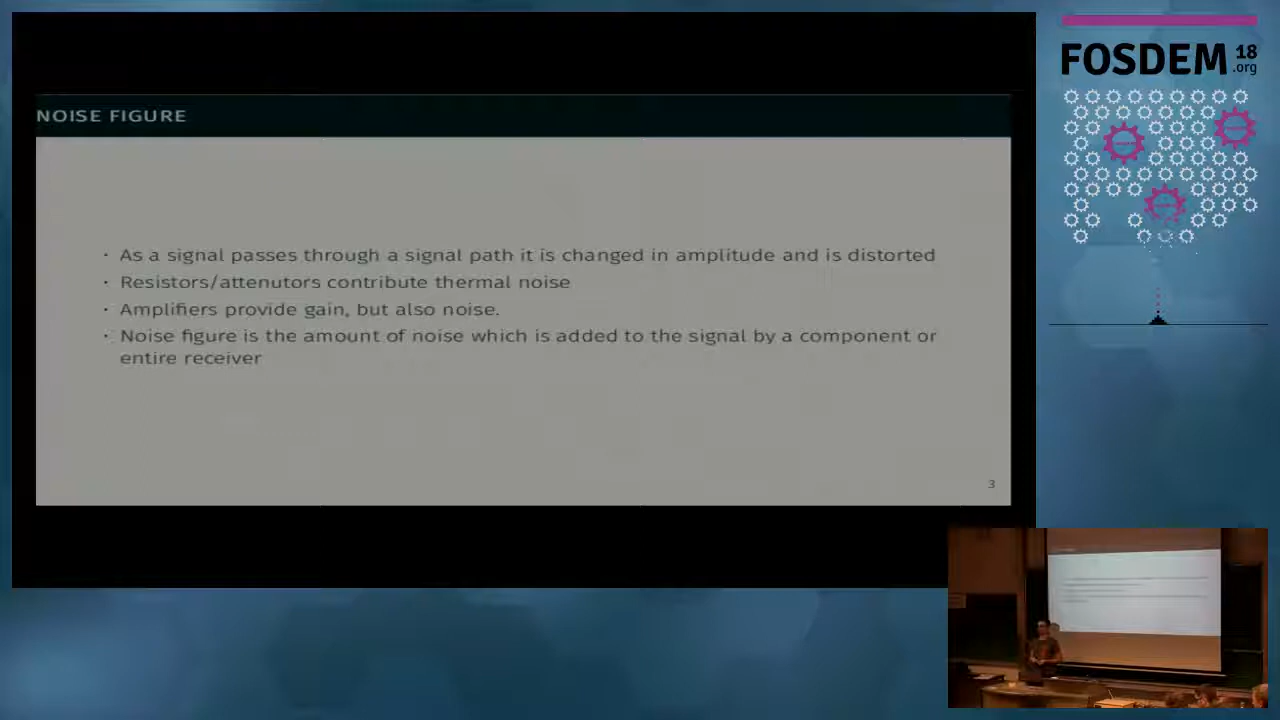 NOISE FIGURE
· As a signal passes through a signal path it is changed in amplitude and is distorted
· Resistors/attenutors contribute thermal noise
· Amplifiers provide gain, but also noise.
· Noise figure is the amount of noise which is added to the signal by a component or
entire receiver
3
FOSDEM 18
.org